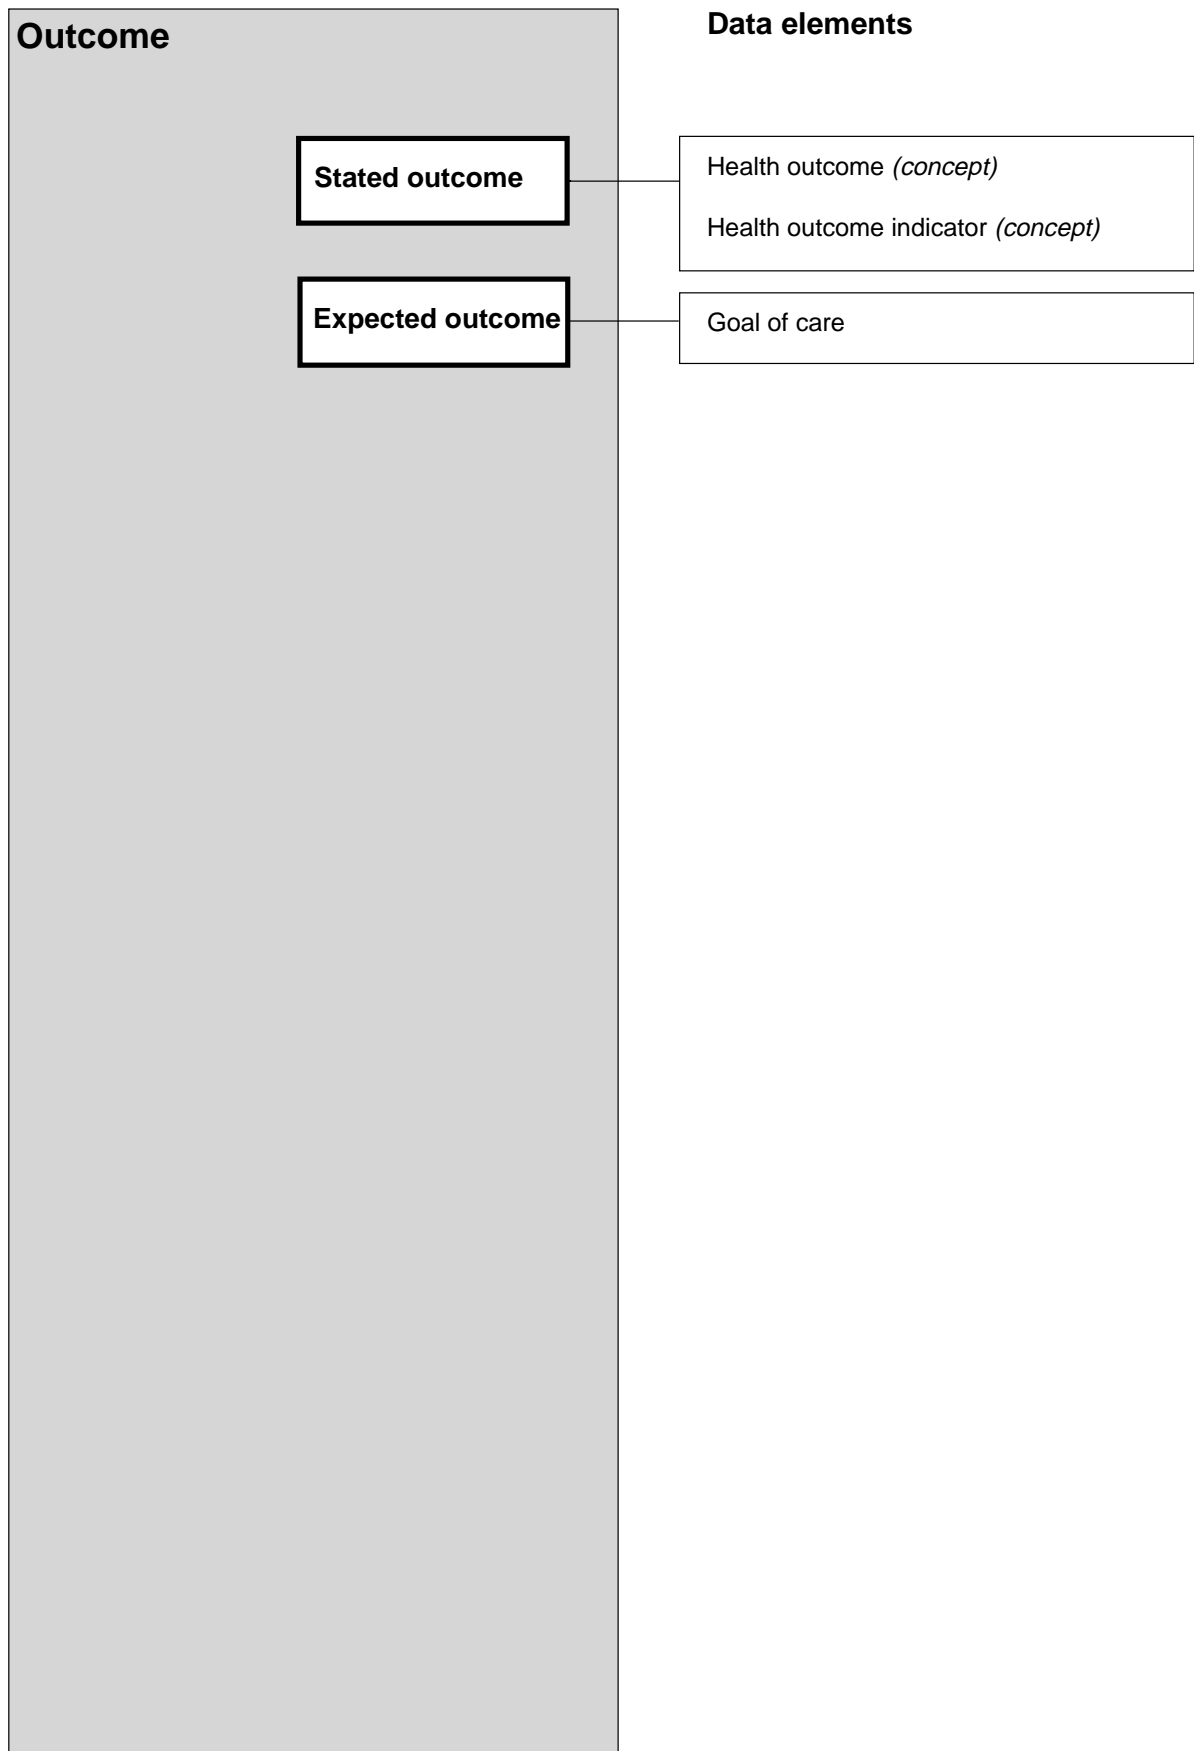 Outcome
Data elements
Stated outcome
Health outcome (concept)
Health outcome indicator (concept)
Expected outcome
Goal of care